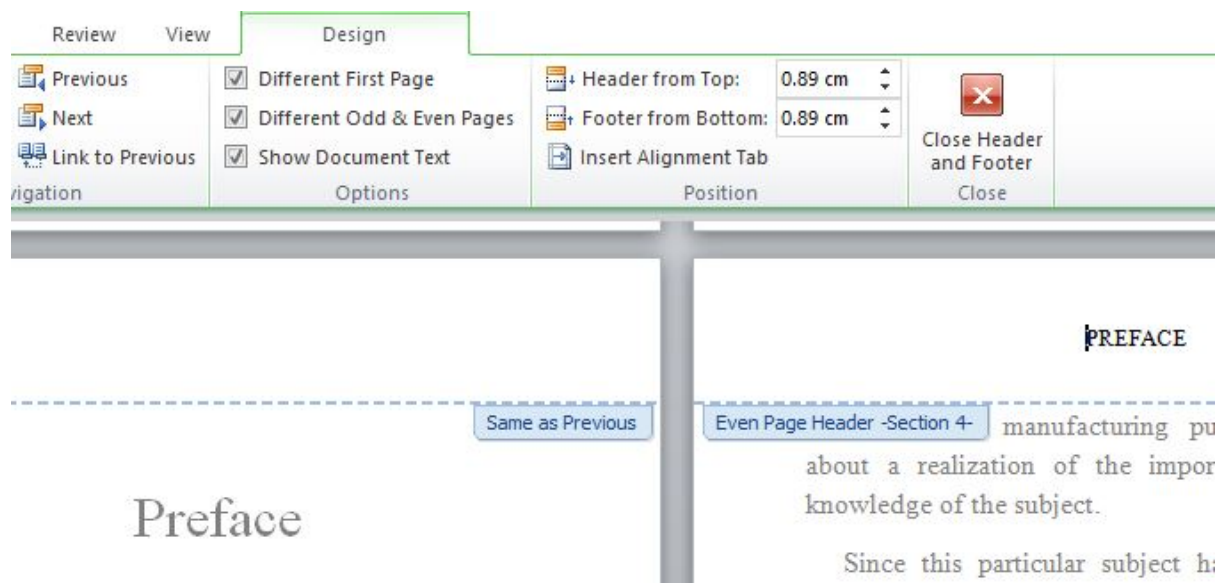 Review View Design
Previous
Next
Link to Previous
vigation
Different First Page
Different Odd & Even Pages
Show Document Text
Options
Header from Top: 0.89 cm
Footer from Bottom: 0.89 cm
Insert Alignment Tab
Position
Close Header
and Footer
Close
Same as Previous
Preface
PREFACE
Even Page Header -Section 4-
manufacturing pu
about a realization of the impor
knowledge of the subject.
Since this particular subject ha